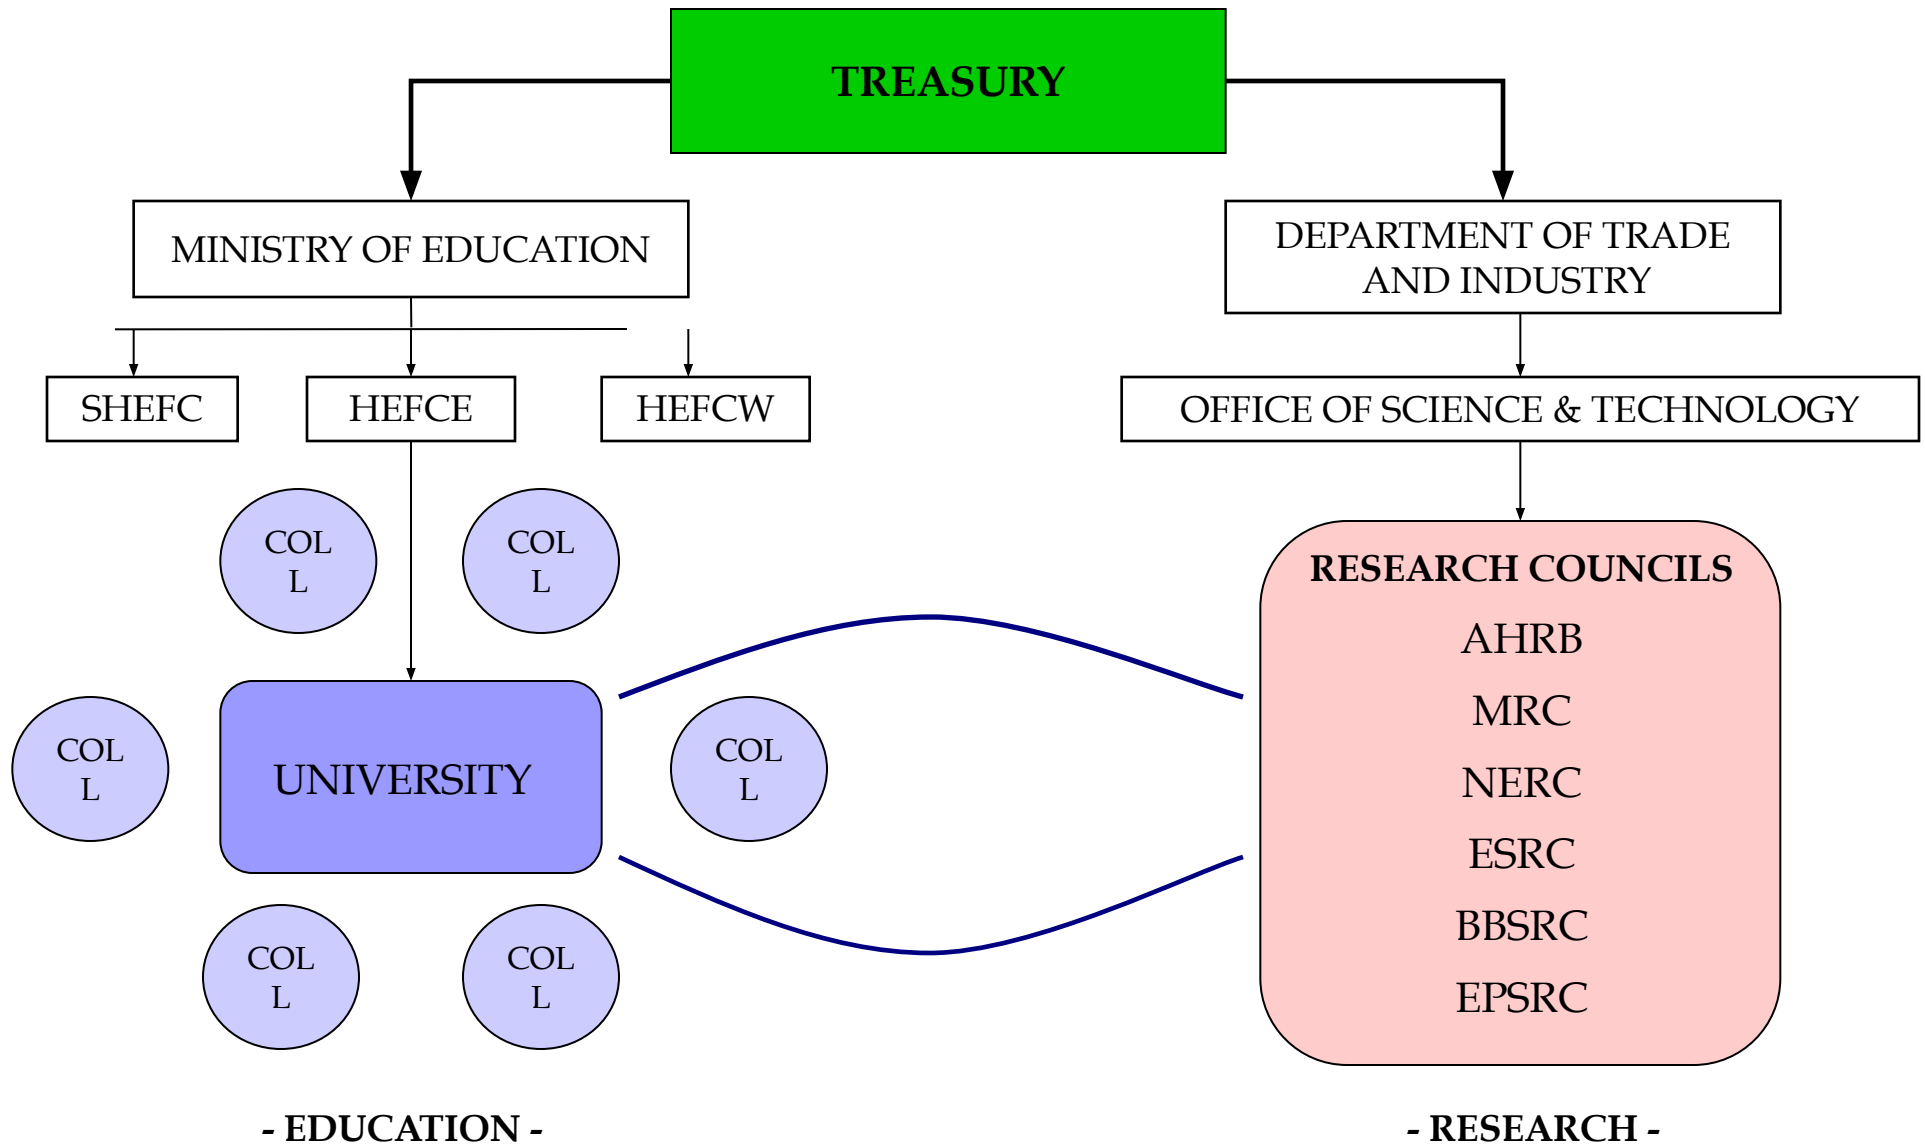 TREASURY
MINISTRY OF EDUCATION
DEPARTMENT OF TRADE
AND INDUSTRY
SHEFC
HEFCE
HEFCW
OFFICE OF SCIENCE & TECHNOLOGY
COL
L
COL
L
RESEARCH COUNCILS
AHRB
MRC
NERC
ESRC
BBSRC
EPSRC
COL
L
UNIVERSITY
COL
L
COL
L
COL
L
- EDUCATION -
- RESEARCH -